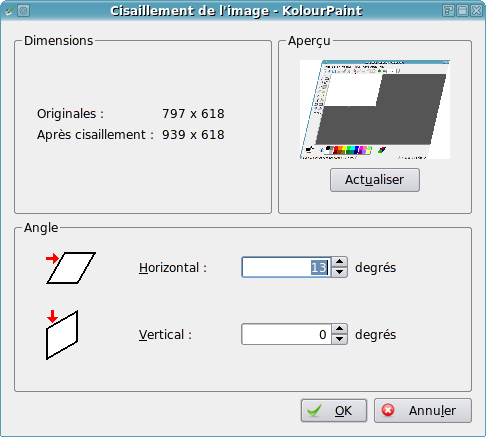 Cisaillement de l'image - KolourPaint
Dimensions
Originales : 797 x 618
Après cisaillement : 939 x 618
Aperçu
Actualiser
Angle
Horizontal : 13 degrés
Vertical : 0 degrés
OK Annuler